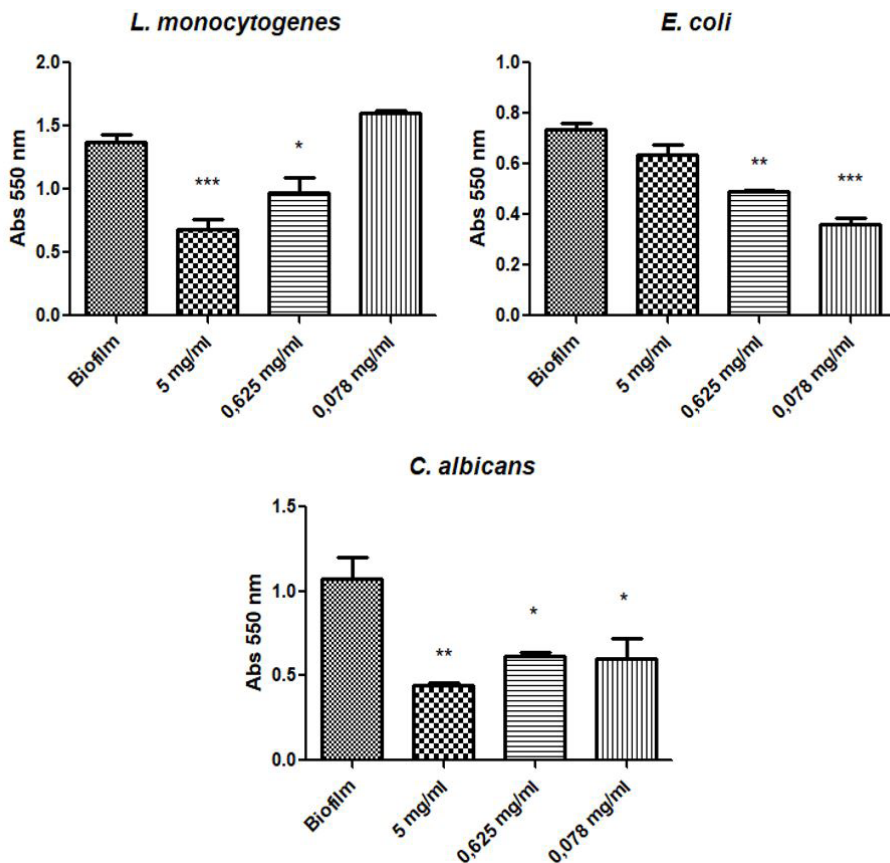 L. monocytogenes
Abs 550 nm
2.0
1.5
1.0
0.5
0.0
***
*
Biofilm
5 mg/ml
0,625 mg/ml
0,078 mg/ml
E. coli
Abs 550 nm
1.0
0.8
0.6
0.4
0.2
0.0
**
***
Biofilm
5 mg/ml
0,625 mg/ml
0,078 mg/ml
C. albicans
Abs 550 nm
1.5
1.0
0.5
0.0
**
*
*
Biofilm
5 mg/ml
0,625 mg/ml
0,078 mg/ml